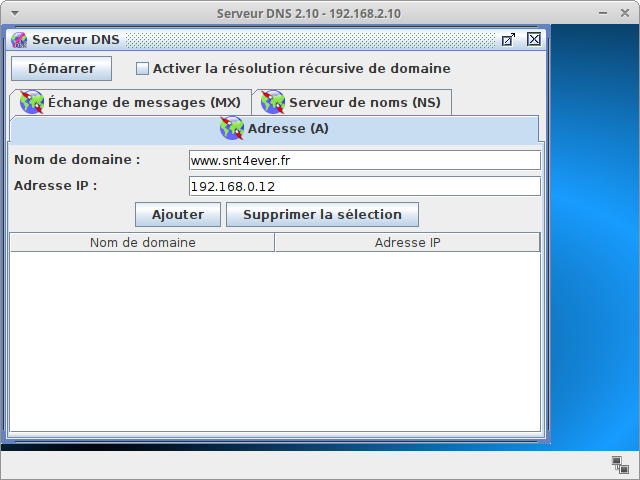 Serveur DNS 2.10 - 192.168.2.10
Serveur DNS
Démarrer Activer la résolution récursive de domaine
Échange de messages (MX) Serveur de noms (NS)
Adresse (A)
Nom de domaine : www.snt4ever.fr
Adresse IP : 192.168.0.12
Ajouter Supprimer la sélection
Nom de domaine Adresse IP